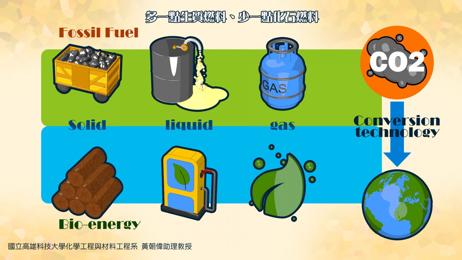 多一點生質燃料、少一點化石燃料
Fossil Fuel
CO2
GAS
Solid
liquid
gas
Conversion
technology
Bio-energy
國立高雄科技大學化學工程與材料工程系 黃朝偉助理教授